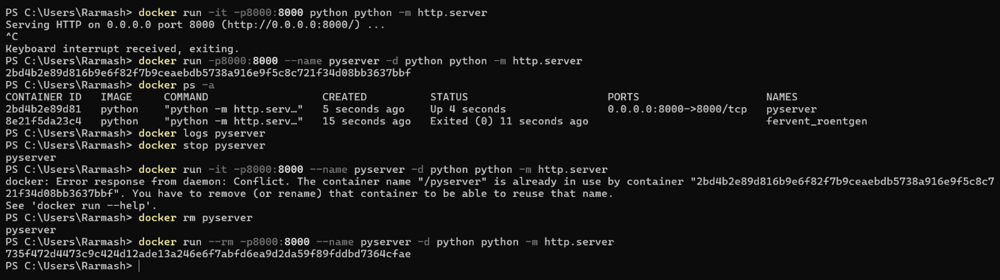 PS C:\Users\Rarmash> docker run -it -p8000:8000 python python -m http.server
Serving HTTP on 0.0.0.0 port 8000 (http://0.0.0.0:8000/) ...
^C
Keyboard interrupt received, exiting.
PS C:\Users\Rarmash> docker run -p8000:8000 --name pyserver -d python python -m http.server
2bd4b2e89d816b9e6f82f7b9ceaebdb5738a916e9f5c8c721f34d08bb3637bbf
PS C:\Users\Rarmash> docker ps -a
CONTAINER ID   IMAGE     COMMAND                  CREATED          STATUS                      PORTS                    NAMES
2bd4b2e89d81   python    "python -m http.serv…"   5 seconds ago    Up 4 seconds                0.0.0.0:8000->8000/tcp   pyserver
8e21f5da23c4   python    "python -m http.serv…"   15 seconds ago   Exited (0) 11 seconds ago                            fervent_roentgen
PS C:\Users\Rarmash> docker logs pyserver
PS C:\Users\Rarmash> docker stop pyserver
pyserver
PS C:\Users\Rarmash> docker run -it -p8000:8000 --name pyserver -d python python -m http.server
docker: Error response from daemon: Conflict. The container name "/pyserver" is already in use by container "2bd4b2e89d816b9e6f82f7b9ceaebdb5738a916e9f5c8c7
21f34d08bb3637bbf". You have to remove (or rename) that container to be able to reuse that name.
See 'docker run --help'.
PS C:\Users\Rarmash> docker rm pyserver
pyserver
PS C:\Users\Rarmash> docker run --rm -p8000:8000 --name pyserver -d python python -m http.server
735f472d4473c9c424d12ade13a246e6f7abfd6ea9d2da59f89fddbd7364cfae
PS C:\Users\Rarmash>